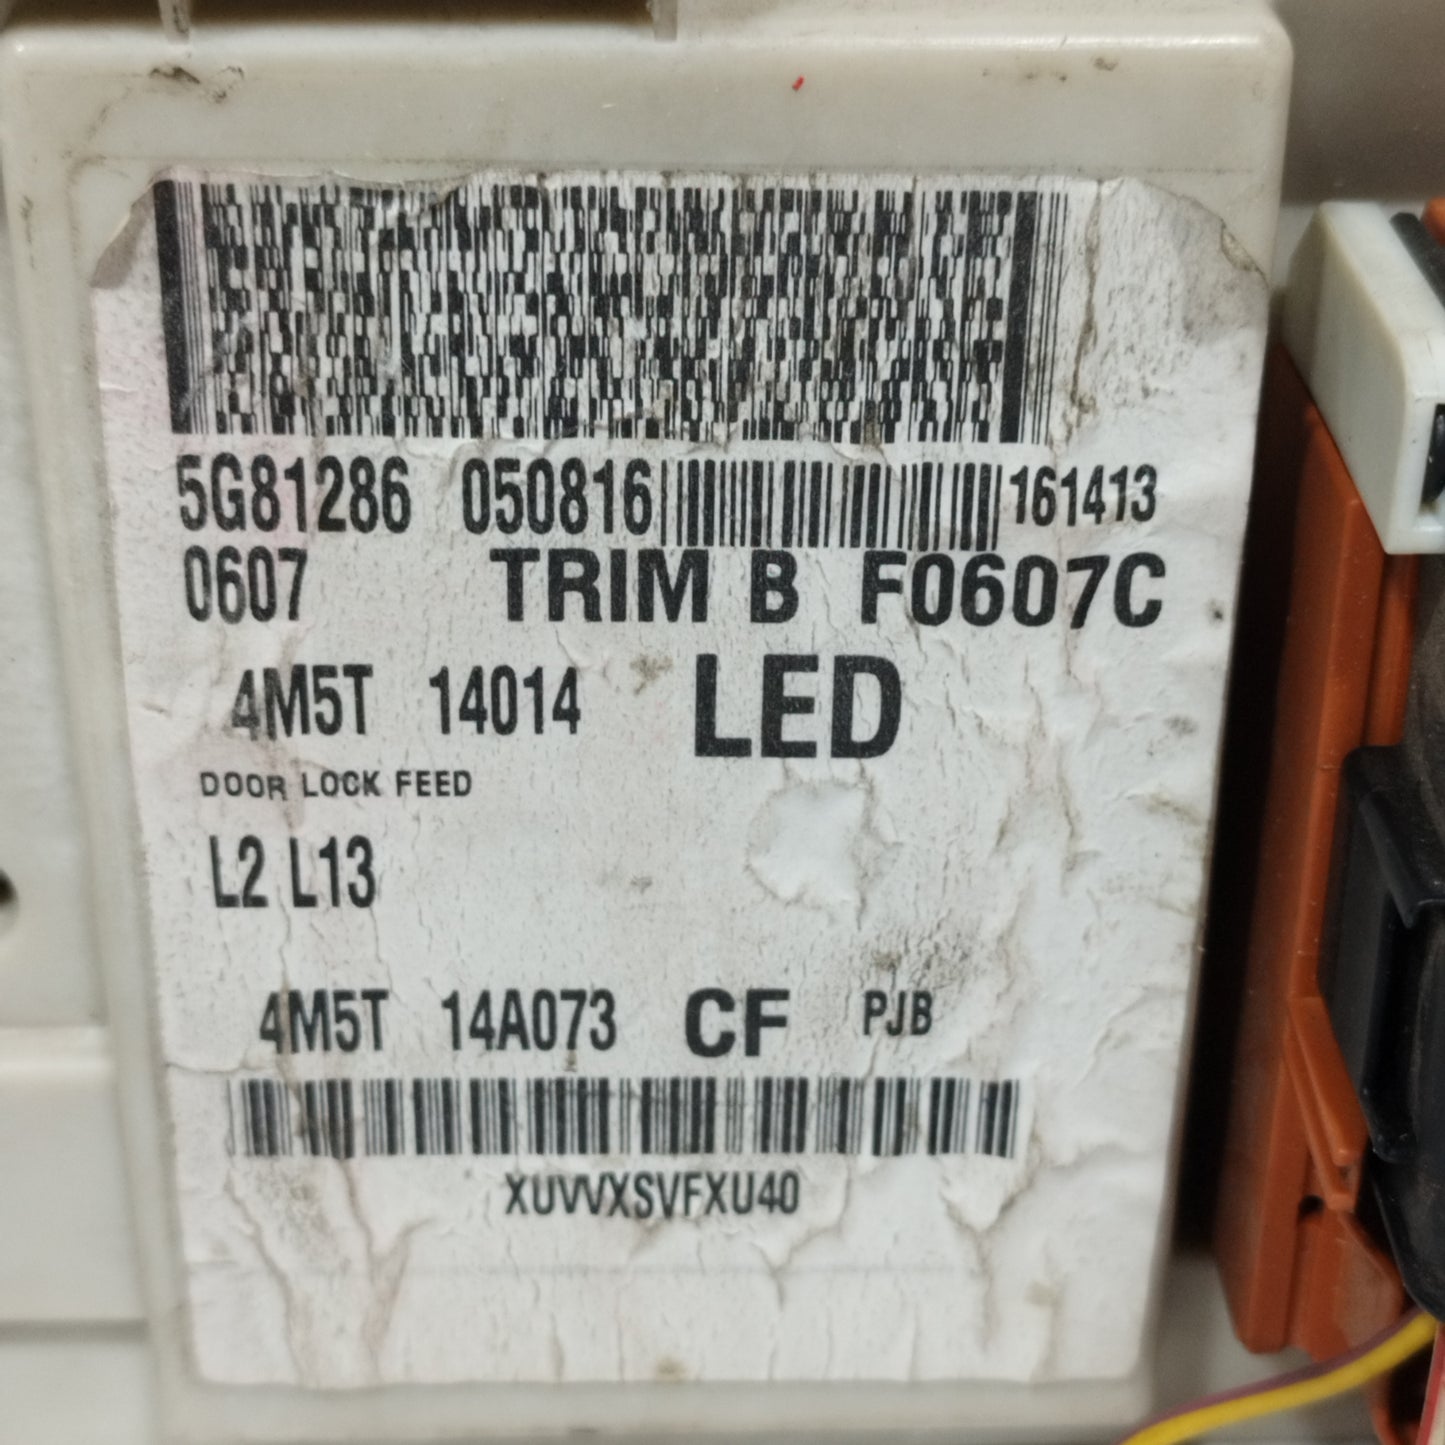 5G81286 050816 161413
0607 TRIM B F0607C
4M5T 14014 LED
DOOR LOCK FEED
L2 L13
4M5T 14A073 CF PJB
XUVVXSVFXU40